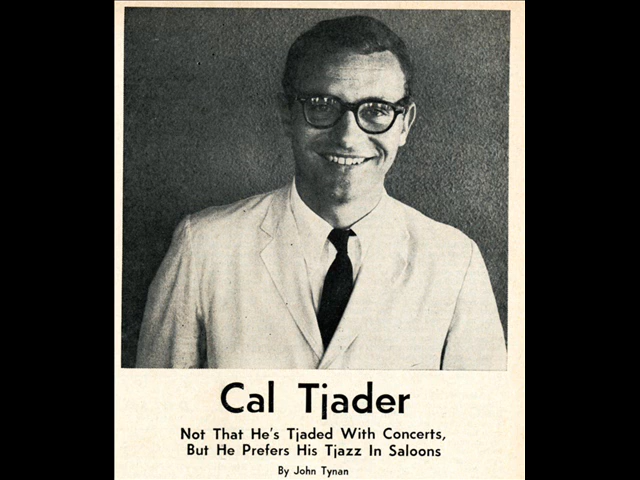 Cal Tjader
Not That He's Tjaded With Concerts,
But He Prefers His Tjazz In Saloons
By John Tynan